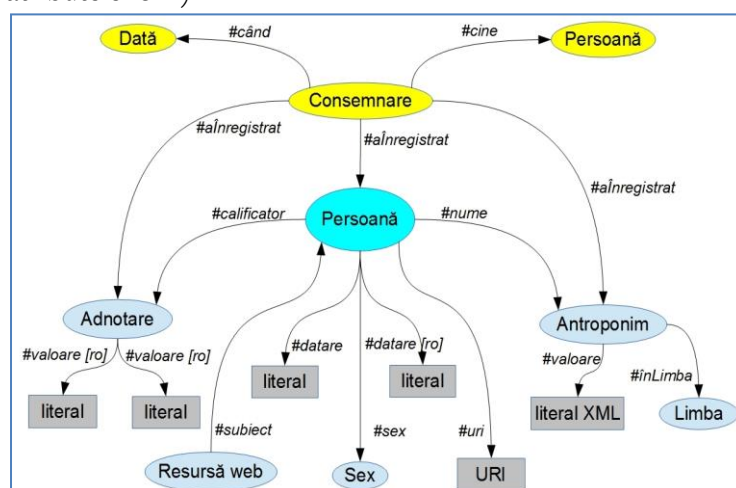 #când
#cine
Dată
Persoană
Consemnare
#aÎnregistrat
#aÎnregistrat
#aÎnregistrat
#calificator
Persoană
#nume
Adnotare
Antroponim
#valoare [ro]
#valoare [ro]
#datare
#datare [ro]
#valoare
#înLimba
literal
literal
literal
literal
literal XML
Limba
#subiect
#sex
#uri
Resursă web
Sex
URI